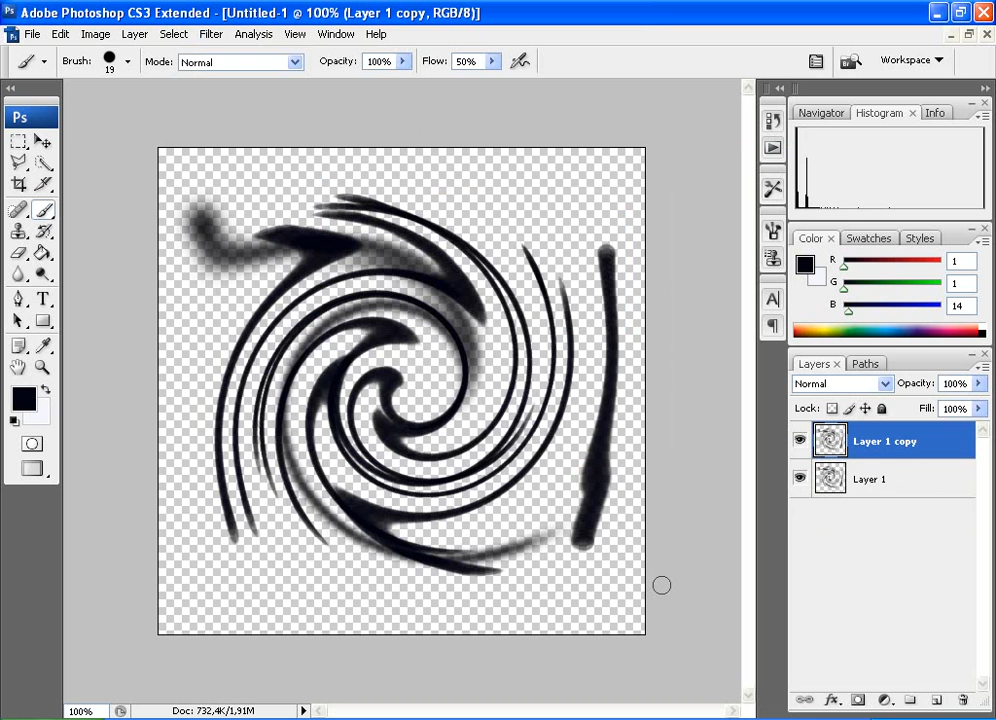 Adobe Photoshop CS3 Extended - [Untitled-1 @ 100% (Layer 1 copy, RGB/8)]
File Edit Image Layer Select Filter Analysis View Window Help
Brush: 19 Mode: Normal Opacity: 100% Flow: 50% Workspace
Ps
Navigator Histogram Info
Color Swatches Styles
R 1
G 1
B 14
Layers Paths
Normal Opacity: 100%
Lock: Fill: 100%
Layer 1 copy
Layer 1
100% Doc: 732,4K/1,91M